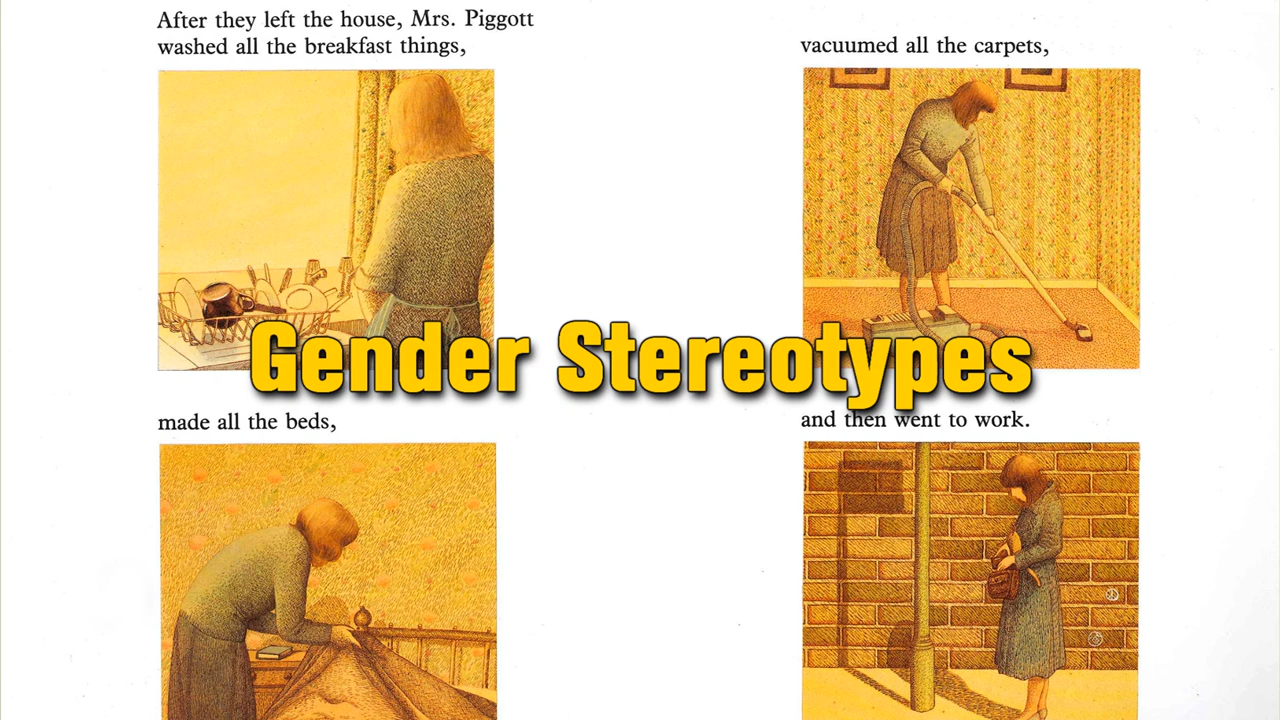 After they left the house, Mrs. Piggott
washed all the breakfast things,
vacuumed all the carpets,
Gender Stereotypes
made all the beds,
and then went to work.